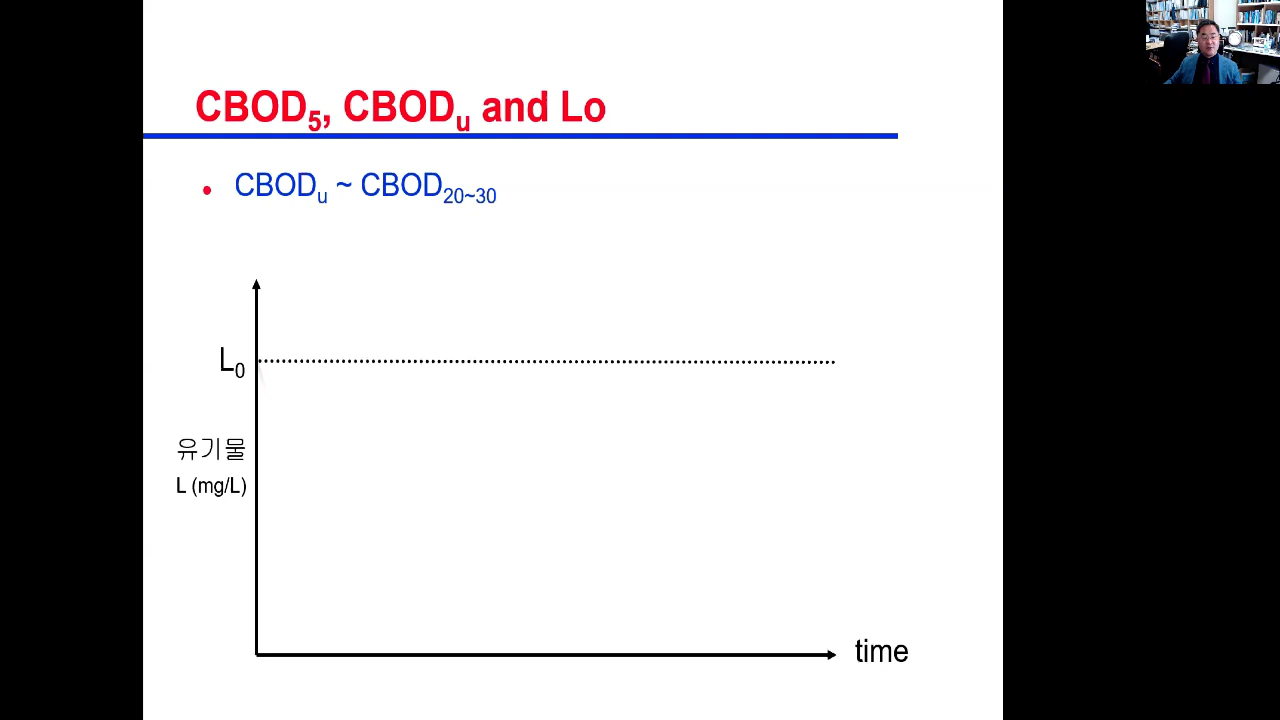 CBOD5, CBODu and Lo
• CBODu ~ CBOD20~30
L0
유기물
L (mg/L)
time